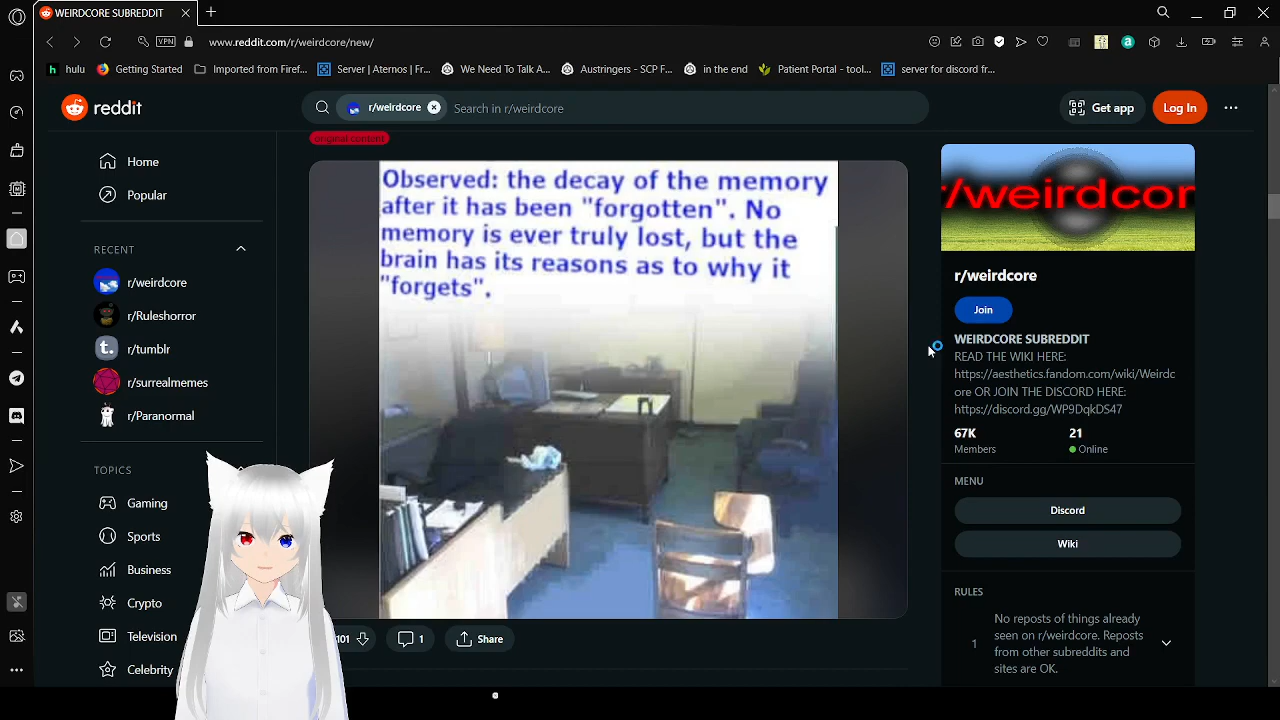 WEIRDCORE SUBREDDIT
VPN
www.reddit.com/r/weirdcore/new/
hulu
Getting Started
Imported from Firef...
Server | Aternos | Fr...
We Need To Talk A...
Austringers - SCP F...
in the end
Patient Portal - tool...
server for discord fr...
reddit
r/weirdcore
Search in r/weirdcore
Get app
Log In
original content
Home
Popular
RECENT
r/weirdcore
r/Ruleshorror
r/tumblr
r/surrealmemes
r/Paranormal
TOPICS
Gaming
Sports
Business
Crypto
Television
Celebrity
Observed: the decay of the memory
after it has been "forgotten". No
memory is ever truly lost, but the
brain has its reasons as to why it
"forgets".
101
1
Share
r/weirdcor
r/weirdcore
Join
WEIRDCORE SUBREDDIT
READ THE WIKI HERE:
https://aesthetics.fandom.com/wiki/Weirdc
ore OR JOIN THE DISCORD HERE:
https://discord.gg/WP9DqkDS47
67K
Members
21
Online
MENU
Discord
Wiki
RULES
1
No reposts of things already
seen on r/weirdcore. Reposts
from other subreddits and
sites are OK.